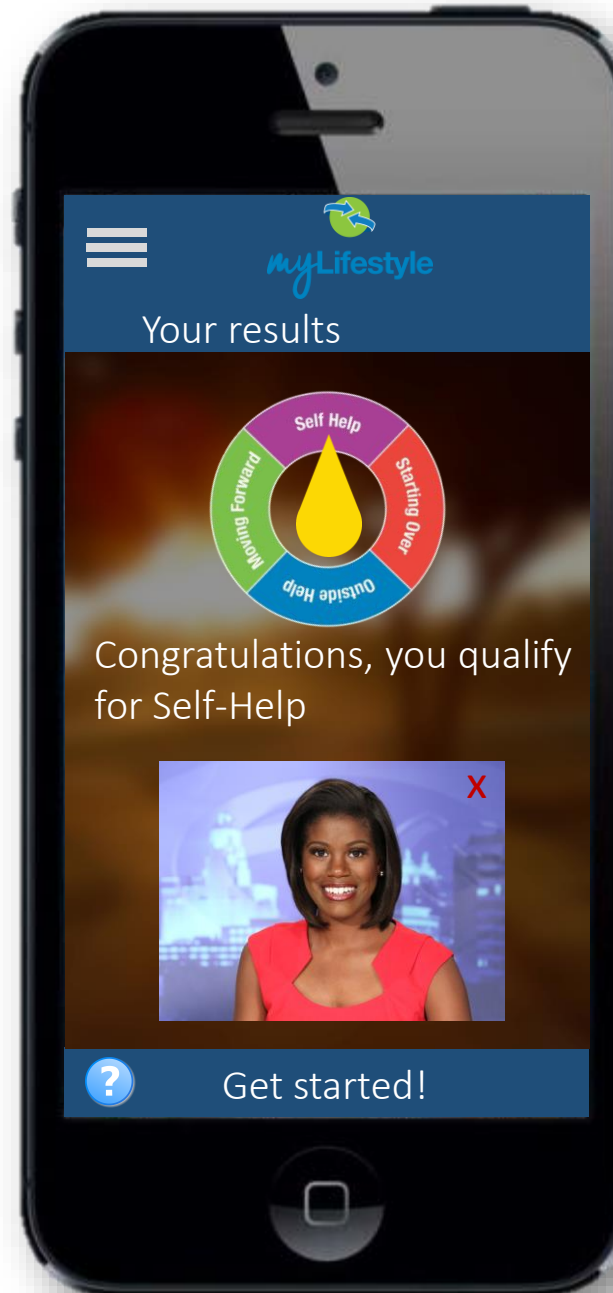 myLifestyle
Your results
Self Help
Starting Over
Outside Help
Moving Forward
Congratulations, you qualify
for Self-Help
X
?
Get started!